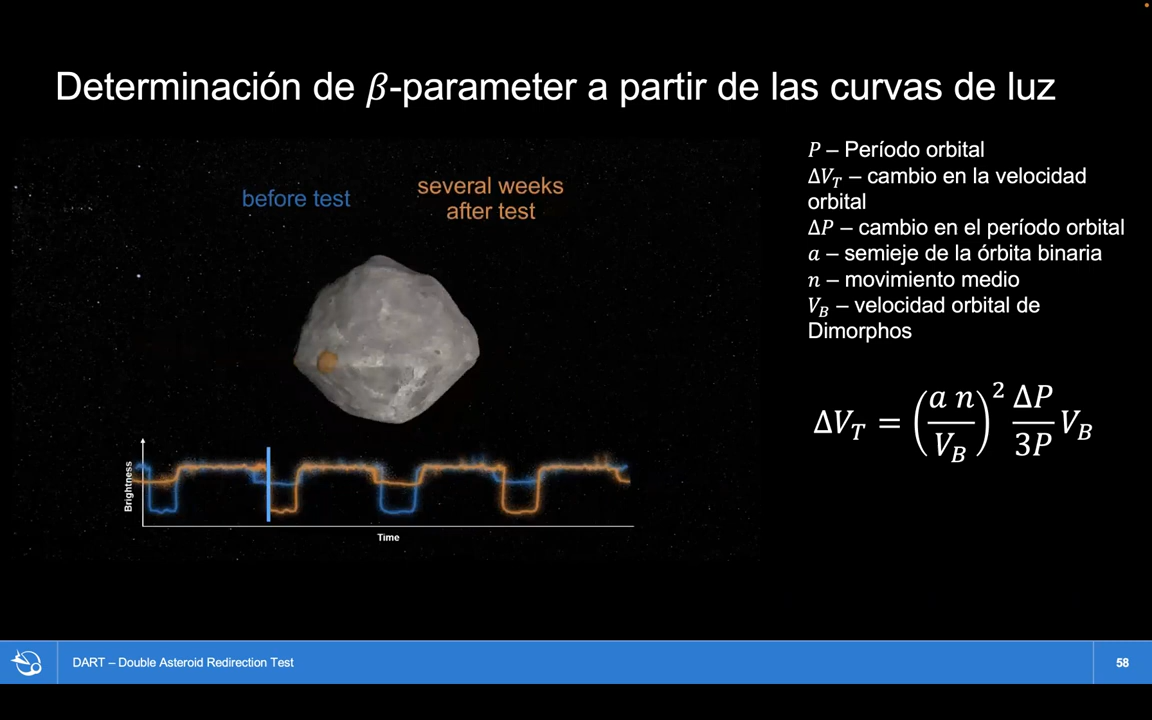 Determinación de β-parameter a partir de las curvas de luz
before test
several weeks
after test
Brightness
Time
P – Período orbital
ΔV_T – cambio en la velocidad
orbital
ΔP – cambio en el período orbital
a – semieje de la órbita binaria
n – movimiento medio
V_B – velocidad orbital de
Dimorphos
ΔV_T = (a n / V_B)² ΔP / 3P V_B
DART – Double Asteroid Redirection Test
58